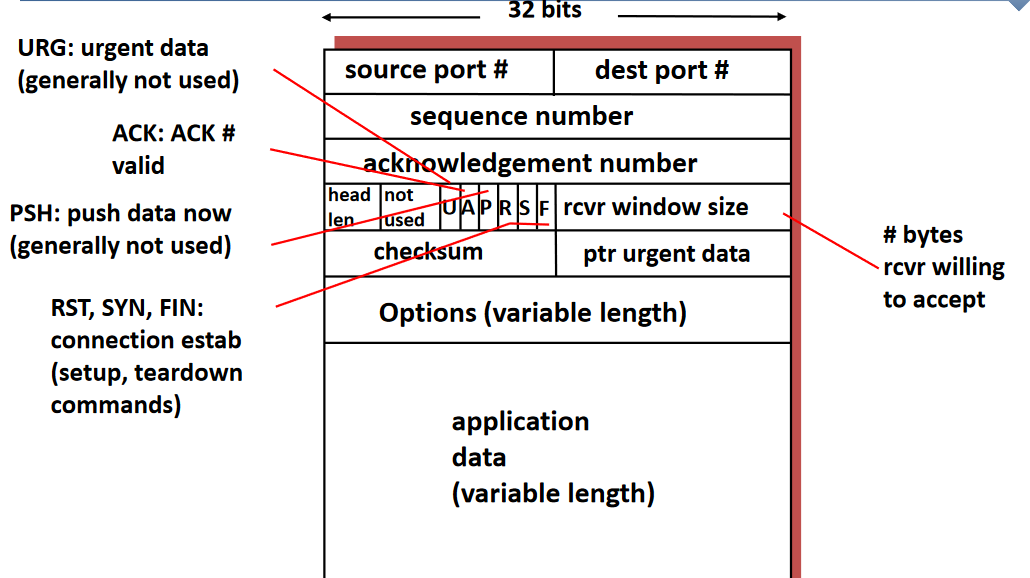 32 bits
URG: urgent data
(generally not used)
ACK: ACK #
valid
PSH: push data now
(generally not used)
RST, SYN, FIN:
connection estab
(setup, teardown
commands)
source port #
dest port #
sequence number
acknowledgement number
head
len
not
used
U A P R S F
rcvr window size
checksum
ptr urgent data
Options (variable length)
application
data
(variable length)
# bytes
rcvr willing
to accept